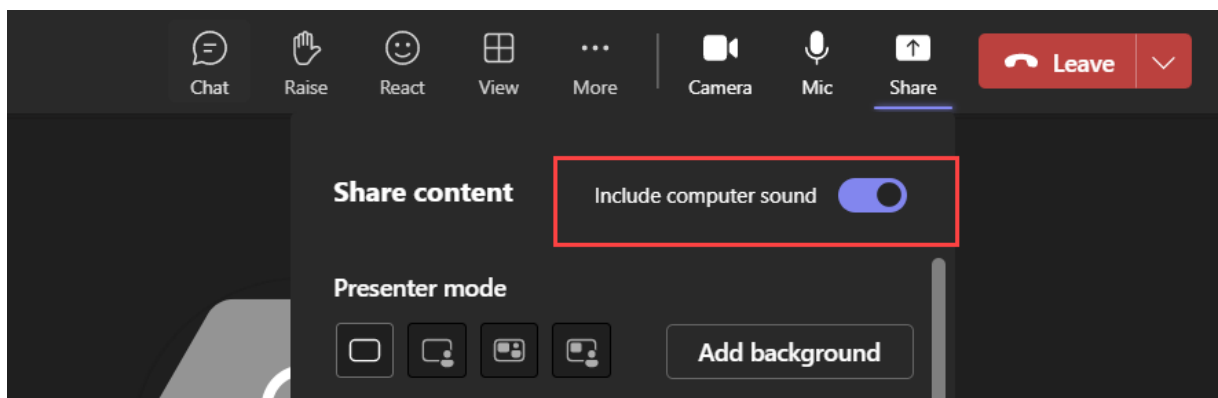 Chat Raise React View More Camera Mic Share Leave
Share content Include computer sound
Presenter mode
Add background